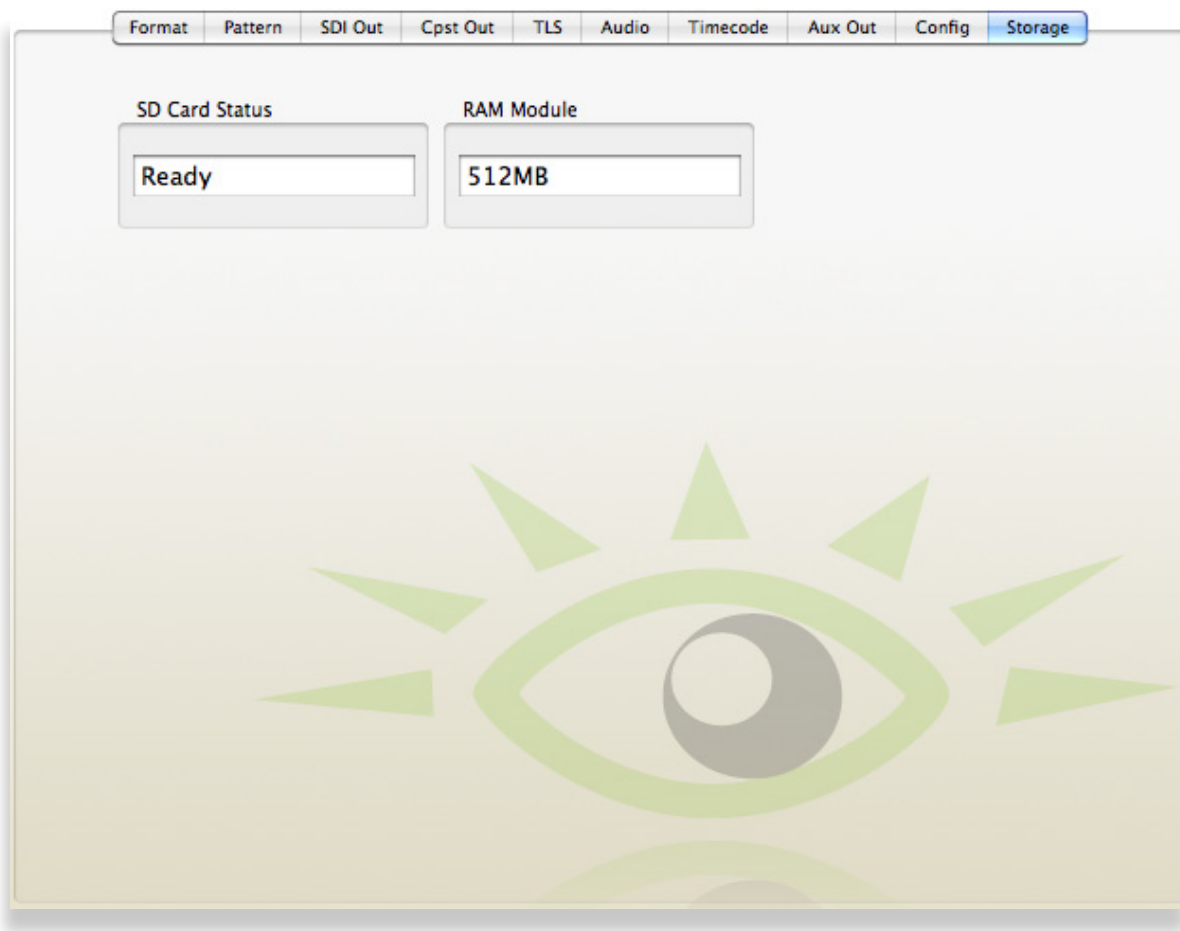 Format Pattern SDI Out Cpst Out TLS Audio Timecode Aux Out Config Storage
SD Card Status RAM Module
Ready 512MB